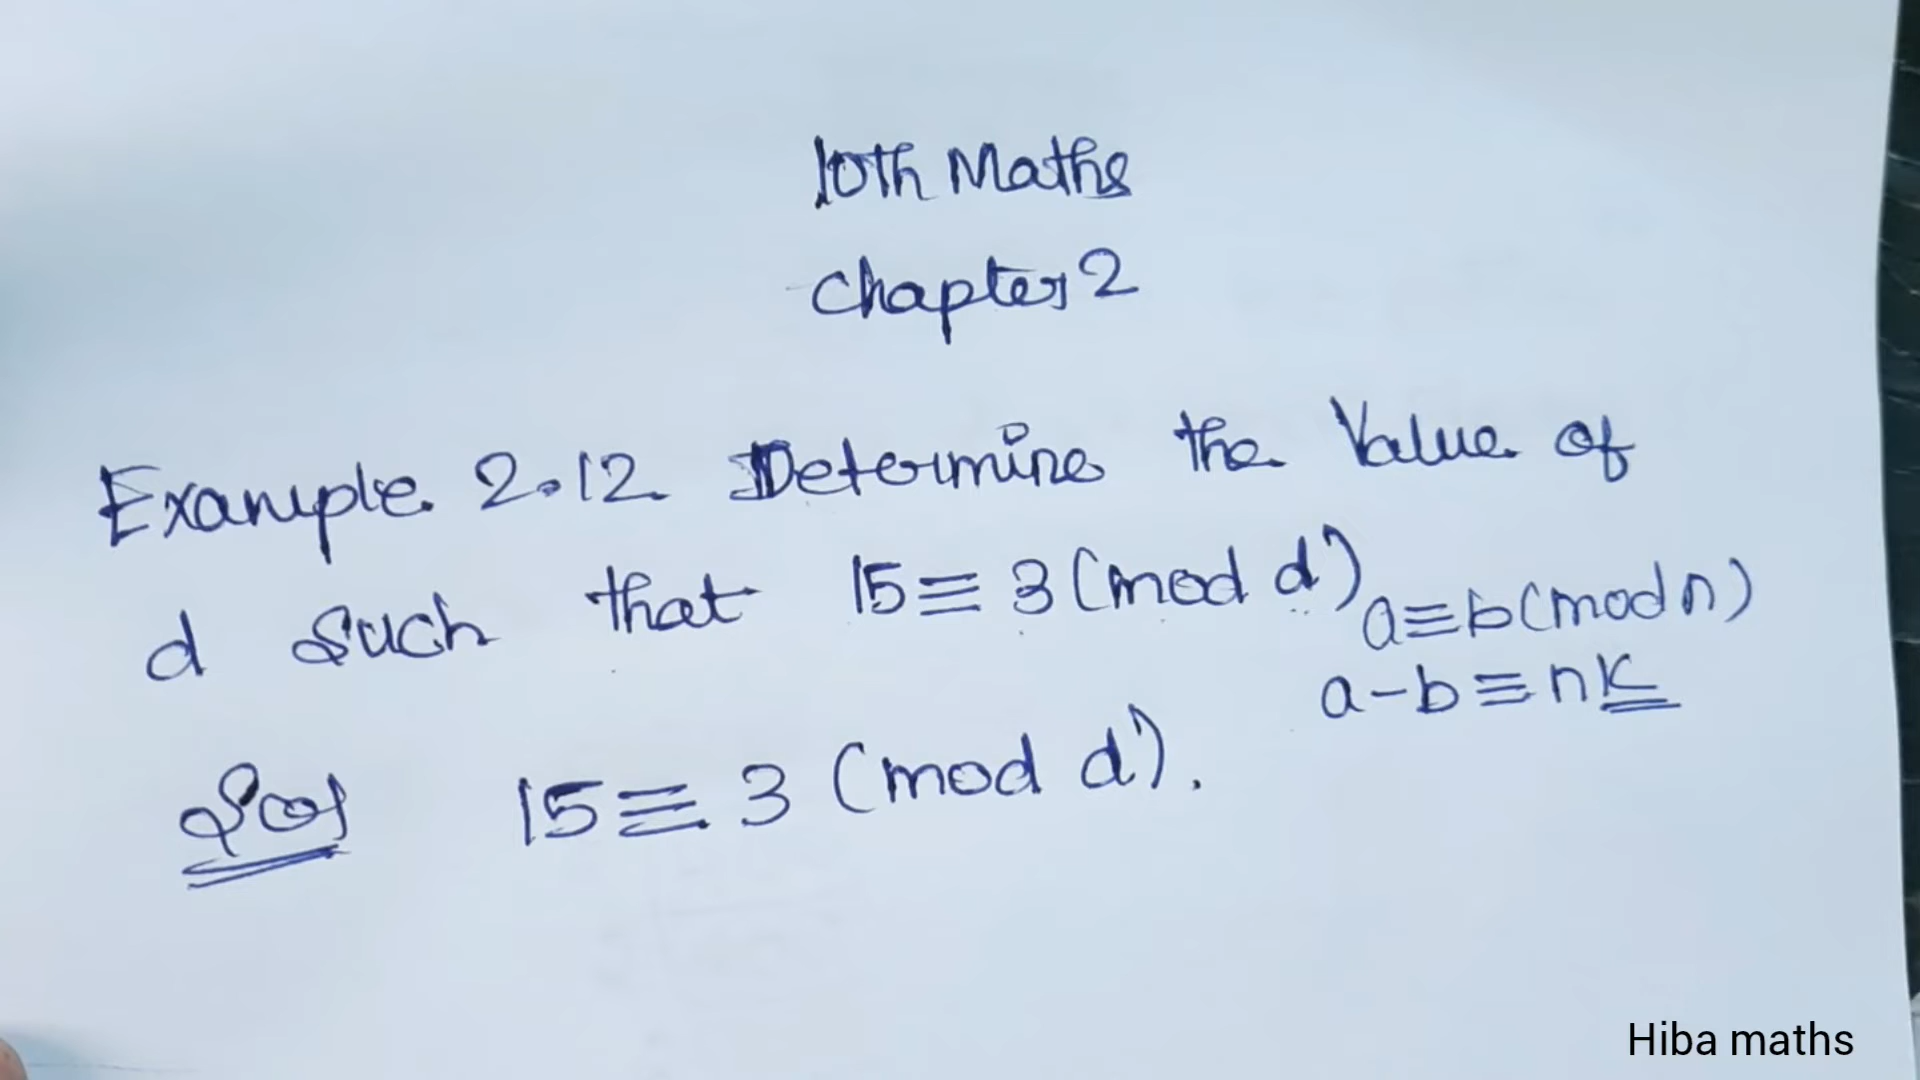 10th Maths
Chapter 2
Example 2.12 Determine the Value of
d such that 15 ≡ 3 (mod d)
a ≡ b (mod n)
a - b ≡ nk
Sol 15 ≡ 3 (mod d).
Hiba maths